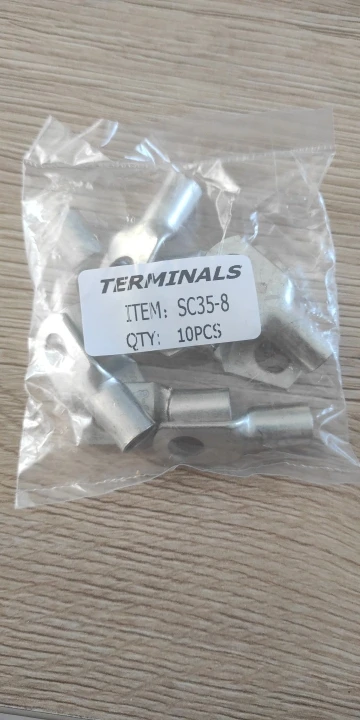 TERMINALS
ITEM: SC35-8
QTY: 10PCS